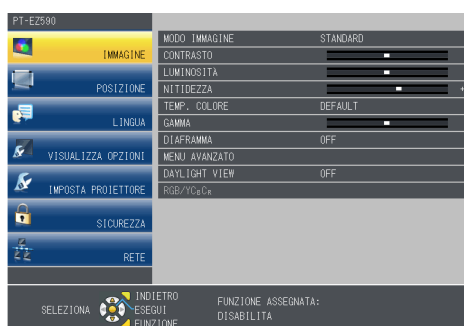 PT-EZ590
IMMAGINE
POSIZIONE
LINGUA
VISUALIZZA OPZIONI
IMPOSTA PROIETTORE
SICUREZZA
RETE
MODO IMMAGINE STANDARD
CONTRASTO
LUMINOSITÀ
NITIDEZZA +
TEMP. COLORE DEFAULT
GAMMA
DIAFRAMMA OFF
MENU AVANZATO
DAYLIGHT VIEW OFF
RGB/YCBCR
SELEZIONA
INDIETRO
ESEGUI
FUNZIONE
FUNZIONE ASSEGNATA:
DISABILITA